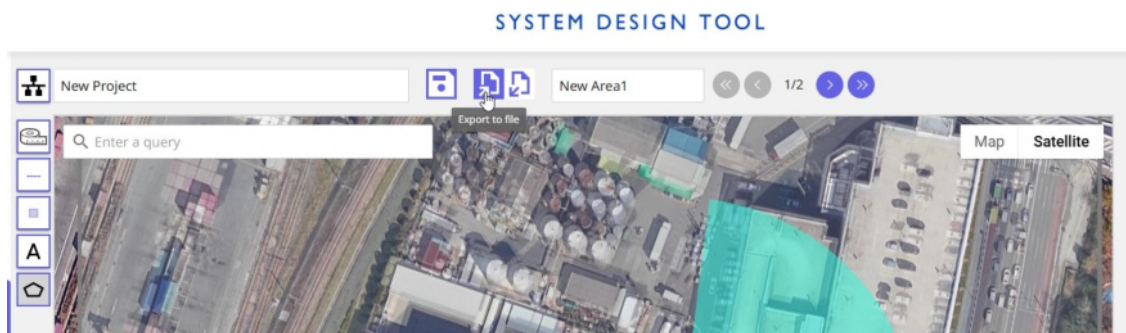 SYSTEM DESIGN TOOL
New Project
New Area1
1/2
Export to file
Enter a query
Map
Satellite
A